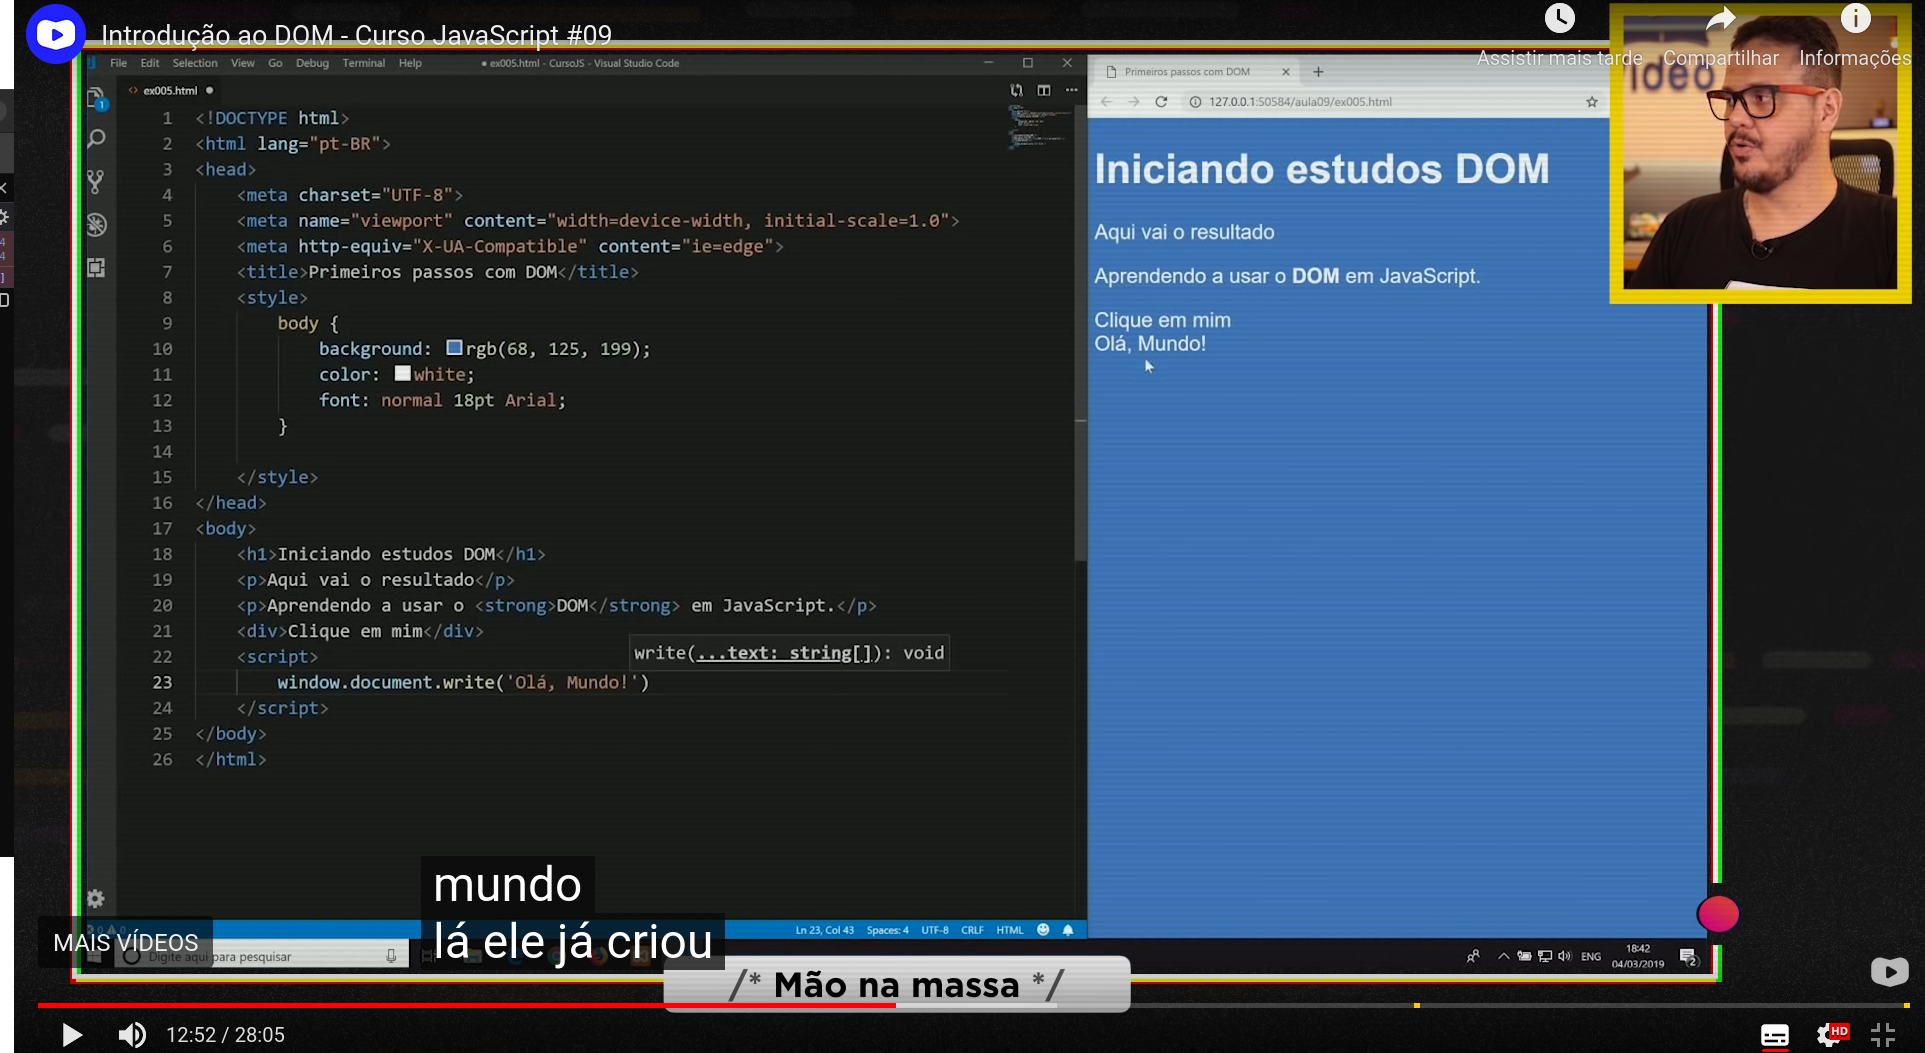 Introdução ao DOM - Curso JavaScript #09
Assistir mais tarde
Compartilhar
Informações
File Edit Selection View Go Debug Terminal Help
● ex005.html - CursoJS - Visual Studio Code
ex005.html
1 <!DOCTYPE html>
2 <html lang="pt-BR">
3 <head>
4 <meta charset="UTF-8">
5 <meta name="viewport" content="width=device-width, initial-scale=1.0">
6 <meta http-equiv="X-UA-Compatible" content="ie=edge">
7 <title>Primeiros passos com DOM</title>
8 <style>
9 body {
10 background: rgb(68, 125, 199);
11 color: white;
12 font: normal 18pt Arial;
13 }
14
15 </style>
16 </head>
17 <body>
18 <h1>Iniciando estudos DOM</h1>
19 <p>Aqui vai o resultado</p>
20 <p>Aprendendo a usar o <strong>DOM</strong> em JavaScript.</p>
21 <div>Clique em mim</div>
22 <script>
write(...text: string[]): void
23 window.document.write('Olá, Mundo!')
24 </script>
25 </body>
26 </html>
Primeiros passos com DOM
127.0.0.1:50584/aula09/ex005.html
Iniciando estudos DOM
Aqui vai o resultado
Aprendendo a usar o DOM em JavaScript.
Clique em mim
Olá, Mundo!
mundo
lá ele já criou
MAIS VÍDEOS
Ln 23, Col 43 Spaces: 4 UTF-8 CRLF HTML
Digite aqui para pesquisar
ENG
18:42
04/03/2019
/* Mão na massa */
12:52 / 28:05
HD